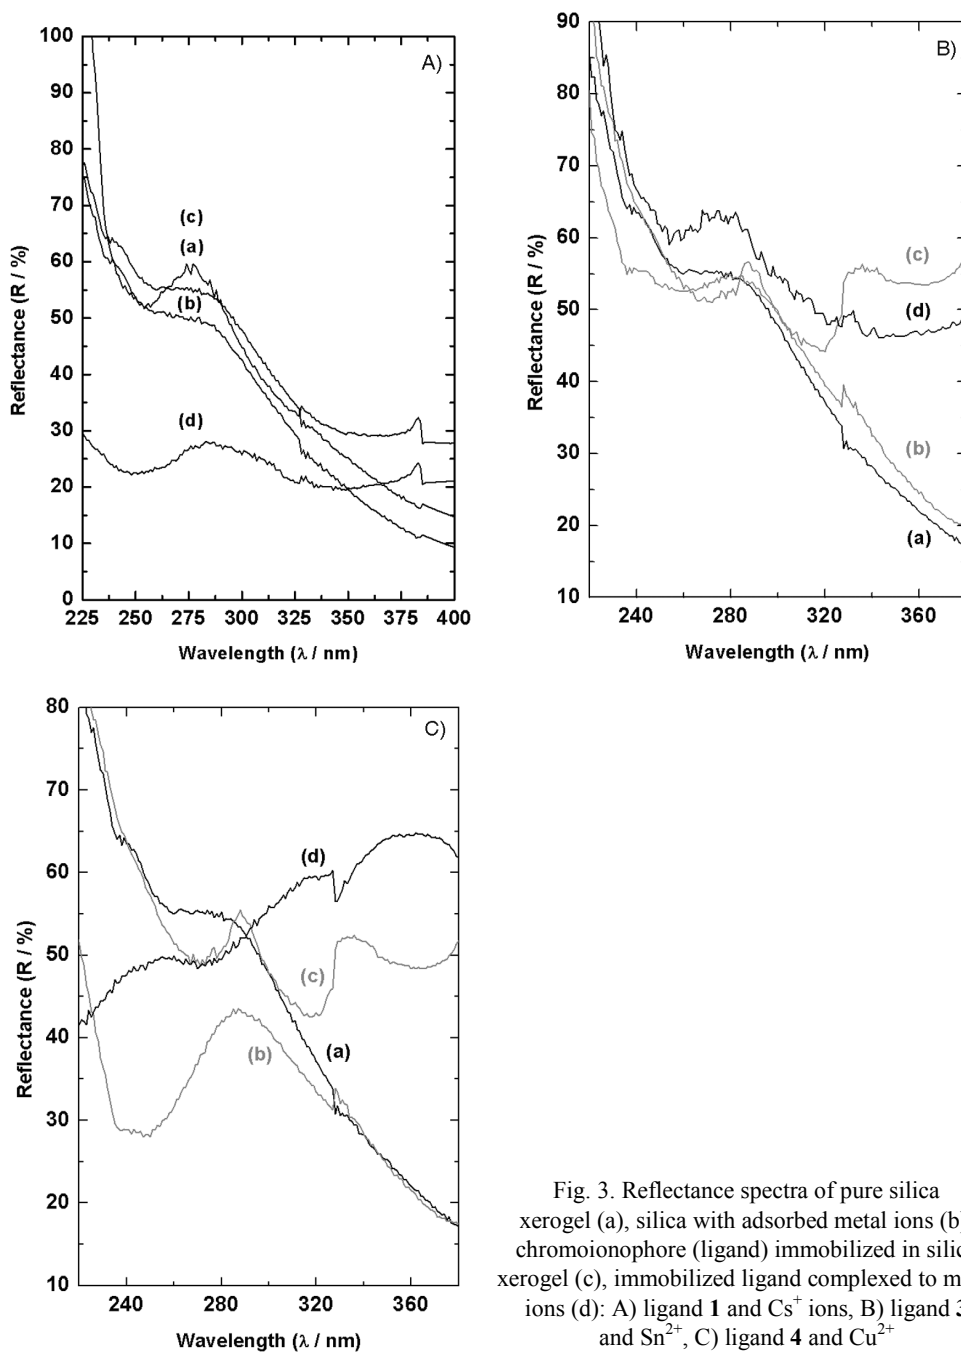 A)
100
90
80
70
60
50
40
30
20
10
0
Reflectance (R / %)
(c)
(a)
(b)
(d)
225 250 275 300 325 350 375 400
Wavelength (λ / nm)
B)
90
80
70
60
50
40
30
20
10
Reflectance (R / %)
(c)
(d)
(b)
(a)
240 280 320 360
Wavelength (λ / nm)
C)
80
70
60
50
40
30
20
10
Reflectance (R / %)
(d)
(c)
(b)
(a)
240 280 320 360
Wavelength (λ / nm)
Fig. 3. Reflectance spectra of pure silica
xerogel (a), silica with adsorbed metal ions (b)
chromoionophore (ligand) immobilized in
xerogel (c), immobilized ligand complexed to
ions (d): A) ligand 1 and Cs⁺ ions, B) ligand 3
and Sn²⁺, C) ligand 4 and Cu²⁺